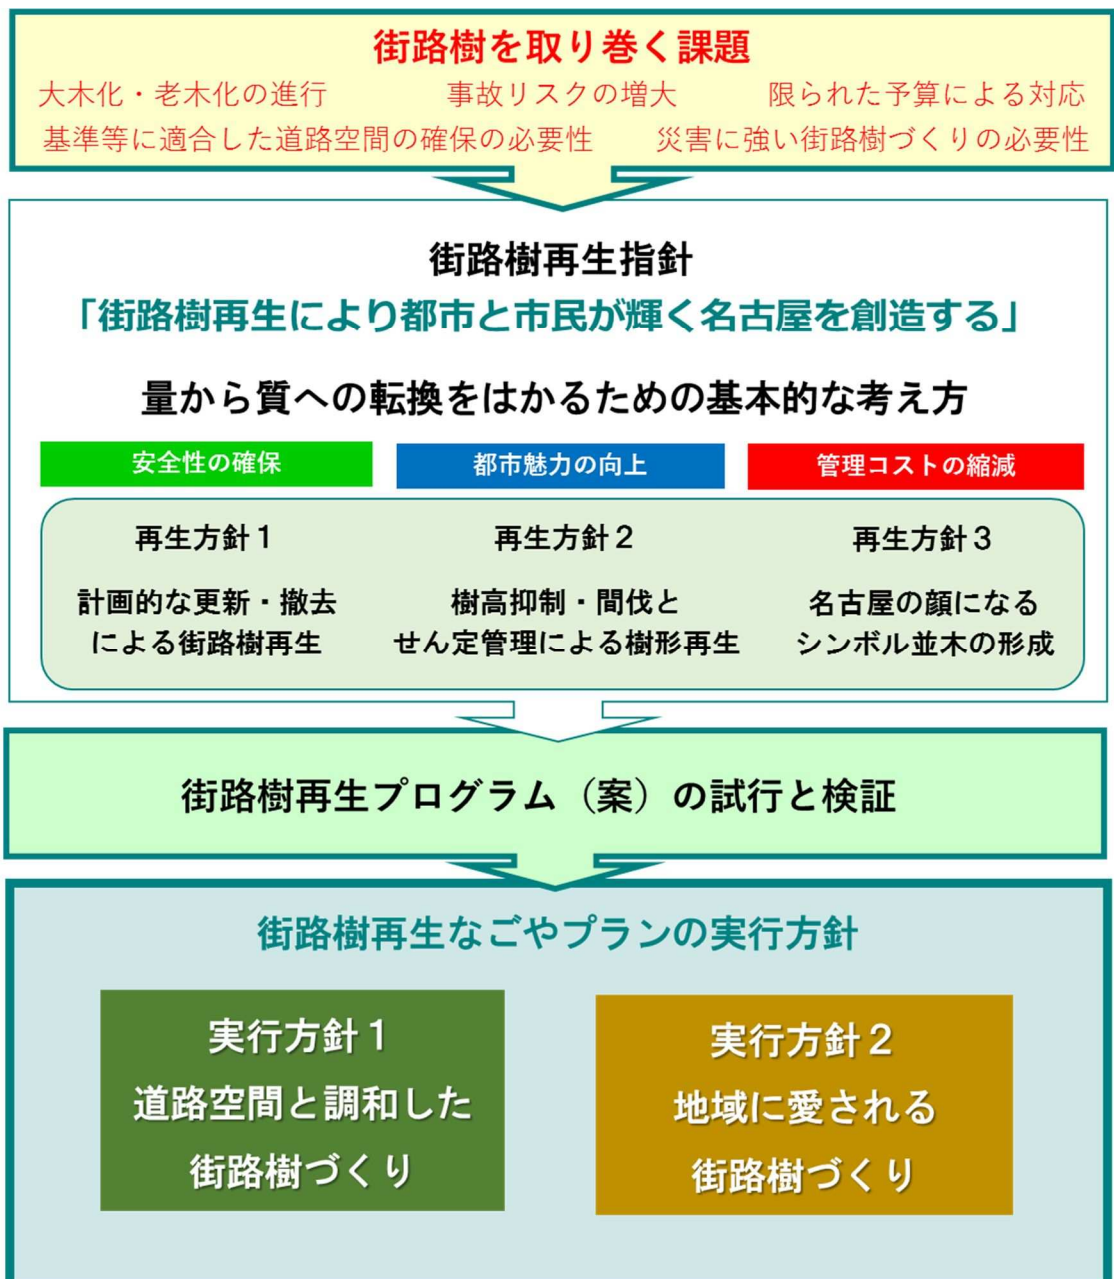 街路樹を取り巻く課題
大木化・老木化の進行 事故リスクの増大 限られた予算による対応
基準等に適合した道路空間の確保の必要性 災害に強い街路樹づくりの必要性
街路樹再生指針
「街路樹再生により都市と市民が輝く名古屋を創造する」
量から質への転換をはかるための基本的な考え方
安全性の確保 都市魅力の向上 管理コストの縮減
再生方針１
計画的な更新・撤去
による街路樹再生
再生方針２
樹高抑制・間伐と
せん定管理による樹形再生
再生方針３
名古屋の顔になる
シンボル並木の形成
街路樹再生プログラム（案）の試行と検証
街路樹再生なごやプランの実行方針
実行方針１
道路空間と調和した
街路樹づくり
実行方針２
地域に愛される
街路樹づくり